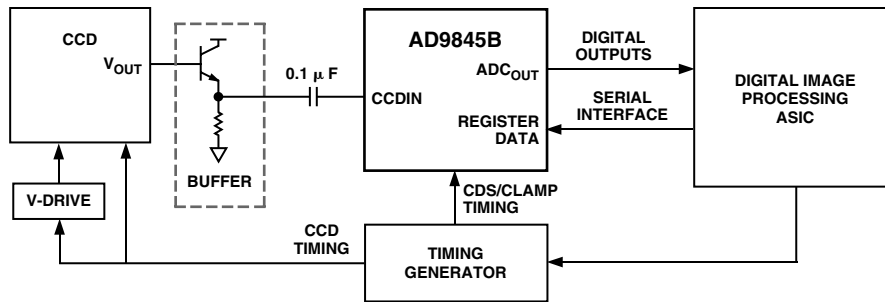 CCD
V_OUT
BUFFER
0.1 μ F
AD9845B
ADC_OUT
CCDIN
REGISTER
DATA
DIGITAL
OUTPUTS
SERIAL
INTERFACE
DIGITAL IMAGE
PROCESSING
ASIC
V-DRIVE
CCD
TIMING
CDS/CLAMP
TIMING
TIMING
GENERATOR